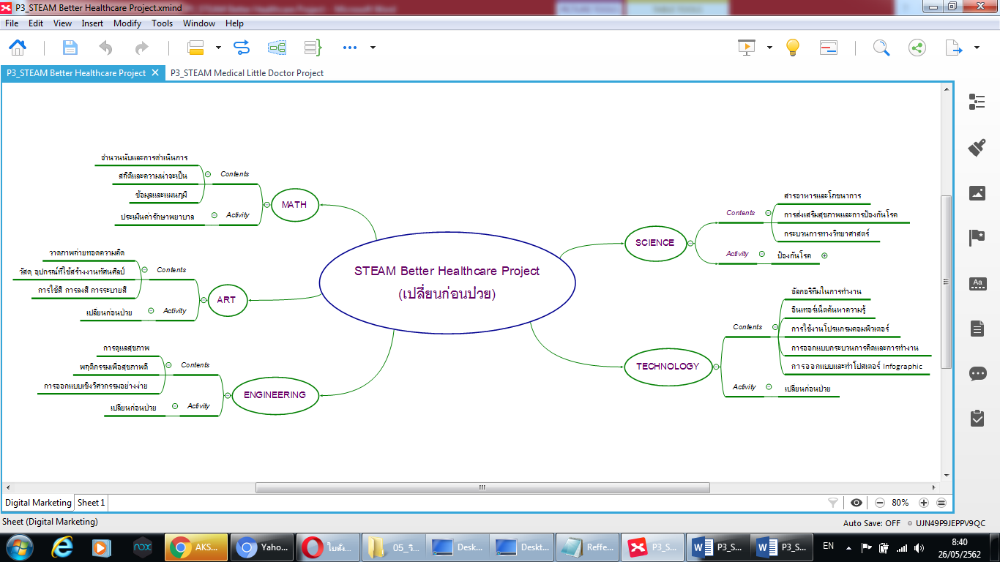 P3_STEAM Better Healthcare Project.xmind
File Edit View Insert Modify Tools Window Help
P3_STEAM Better Healthcare Project
P3_STEAM Medical Little Doctor Project
STEAM Better Healthcare Project
(เปลี่ยนก่อนป่วย)
MATH
Contents
จำนวนนับและการดำเนินการ
สถิติและความน่าจะเป็น
ข้อมูลและแผนภูมิ
Activity
ประเมินค่ารักษาพยาบาล
ART
Contents
วาดภาพถ่ายทอดความคิด
วัสดุ อุปกรณ์ที่ใช้สร้างงานทัศนศิลป์
การใช้สี การลงสี การระบายสี
Activity
เปลี่ยนก่อนป่วย
ENGINEERING
Contents
การดูแลสุขภาพ
พฤติกรรมเพื่อสุขภาพดี
การออกแบบเชิงวิศวกรรมอย่างง่าย
Activity
เปลี่ยนก่อนป่วย
SCIENCE
Contents
สารอาหารและโภชนาการ
การส่งเสริมสุขภาพและการป้องกันโรค
กระบวนการทางวิทยาศาสตร์
Activity
ป้องกันโรค
TECHNOLOGY
Contents
อัลกอริทึมในการทำงาน
อินเทอร์เน็ตค้นหาความรู้
การใช้งานโปรแกรมคอมพิวเตอร์
การออกแบบกระบวนการคิดและการทำงาน
การออกแบบและทำโปสเตอร์ Infographic
Activity
เปลี่ยนก่อนป่วย
Digital Marketing
Sheet 1
80%
Sheet (Digital Marketing)
Auto Save: OFF
UJN49P9JEPPV9QC
nox
AKS...
Yaho...
ใบสั่ง...
05_วิ...
Desk...
Deskt...
Reffe...
P3_S...
P3_S...
P3_S...
EN
8:40
26/05/2562